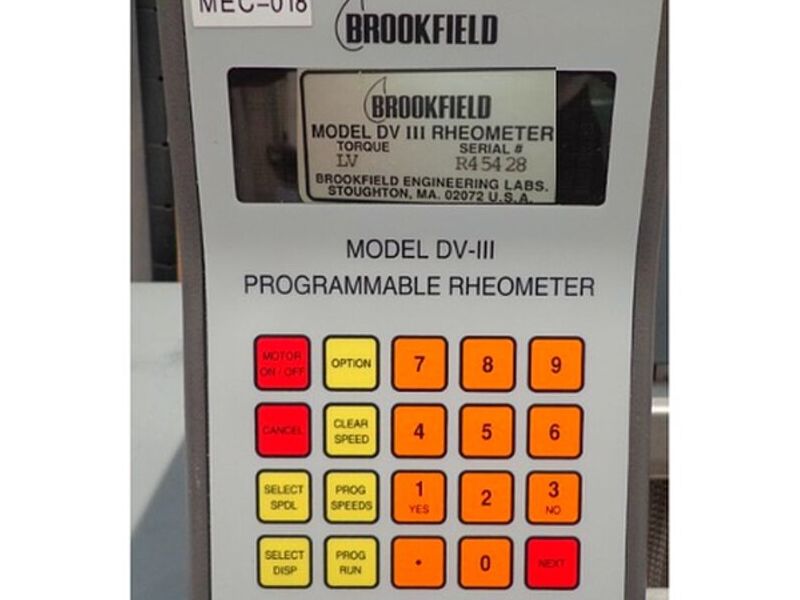 MEC-018
BROOKFIELD
BROOKFIELD
MODEL DV III RHEOMETER
TORQUE SERIAL #
LV R45428
BROOKFIELD ENGINEERING LABS.
STOUGHTON, MA. 02072 U.S.A.
MODEL DV-III
PROGRAMMABLE RHEOMETER
MOTOR
ON / OFF
OPTION
7
8
9
CANCEL
CLEAR
SPEED
4
5
6
SELECT
SPDL
PROG
SPEEDS
1
YES
2
3
NO
SELECT
DISP
PROG
RUN
.
0
NEXT